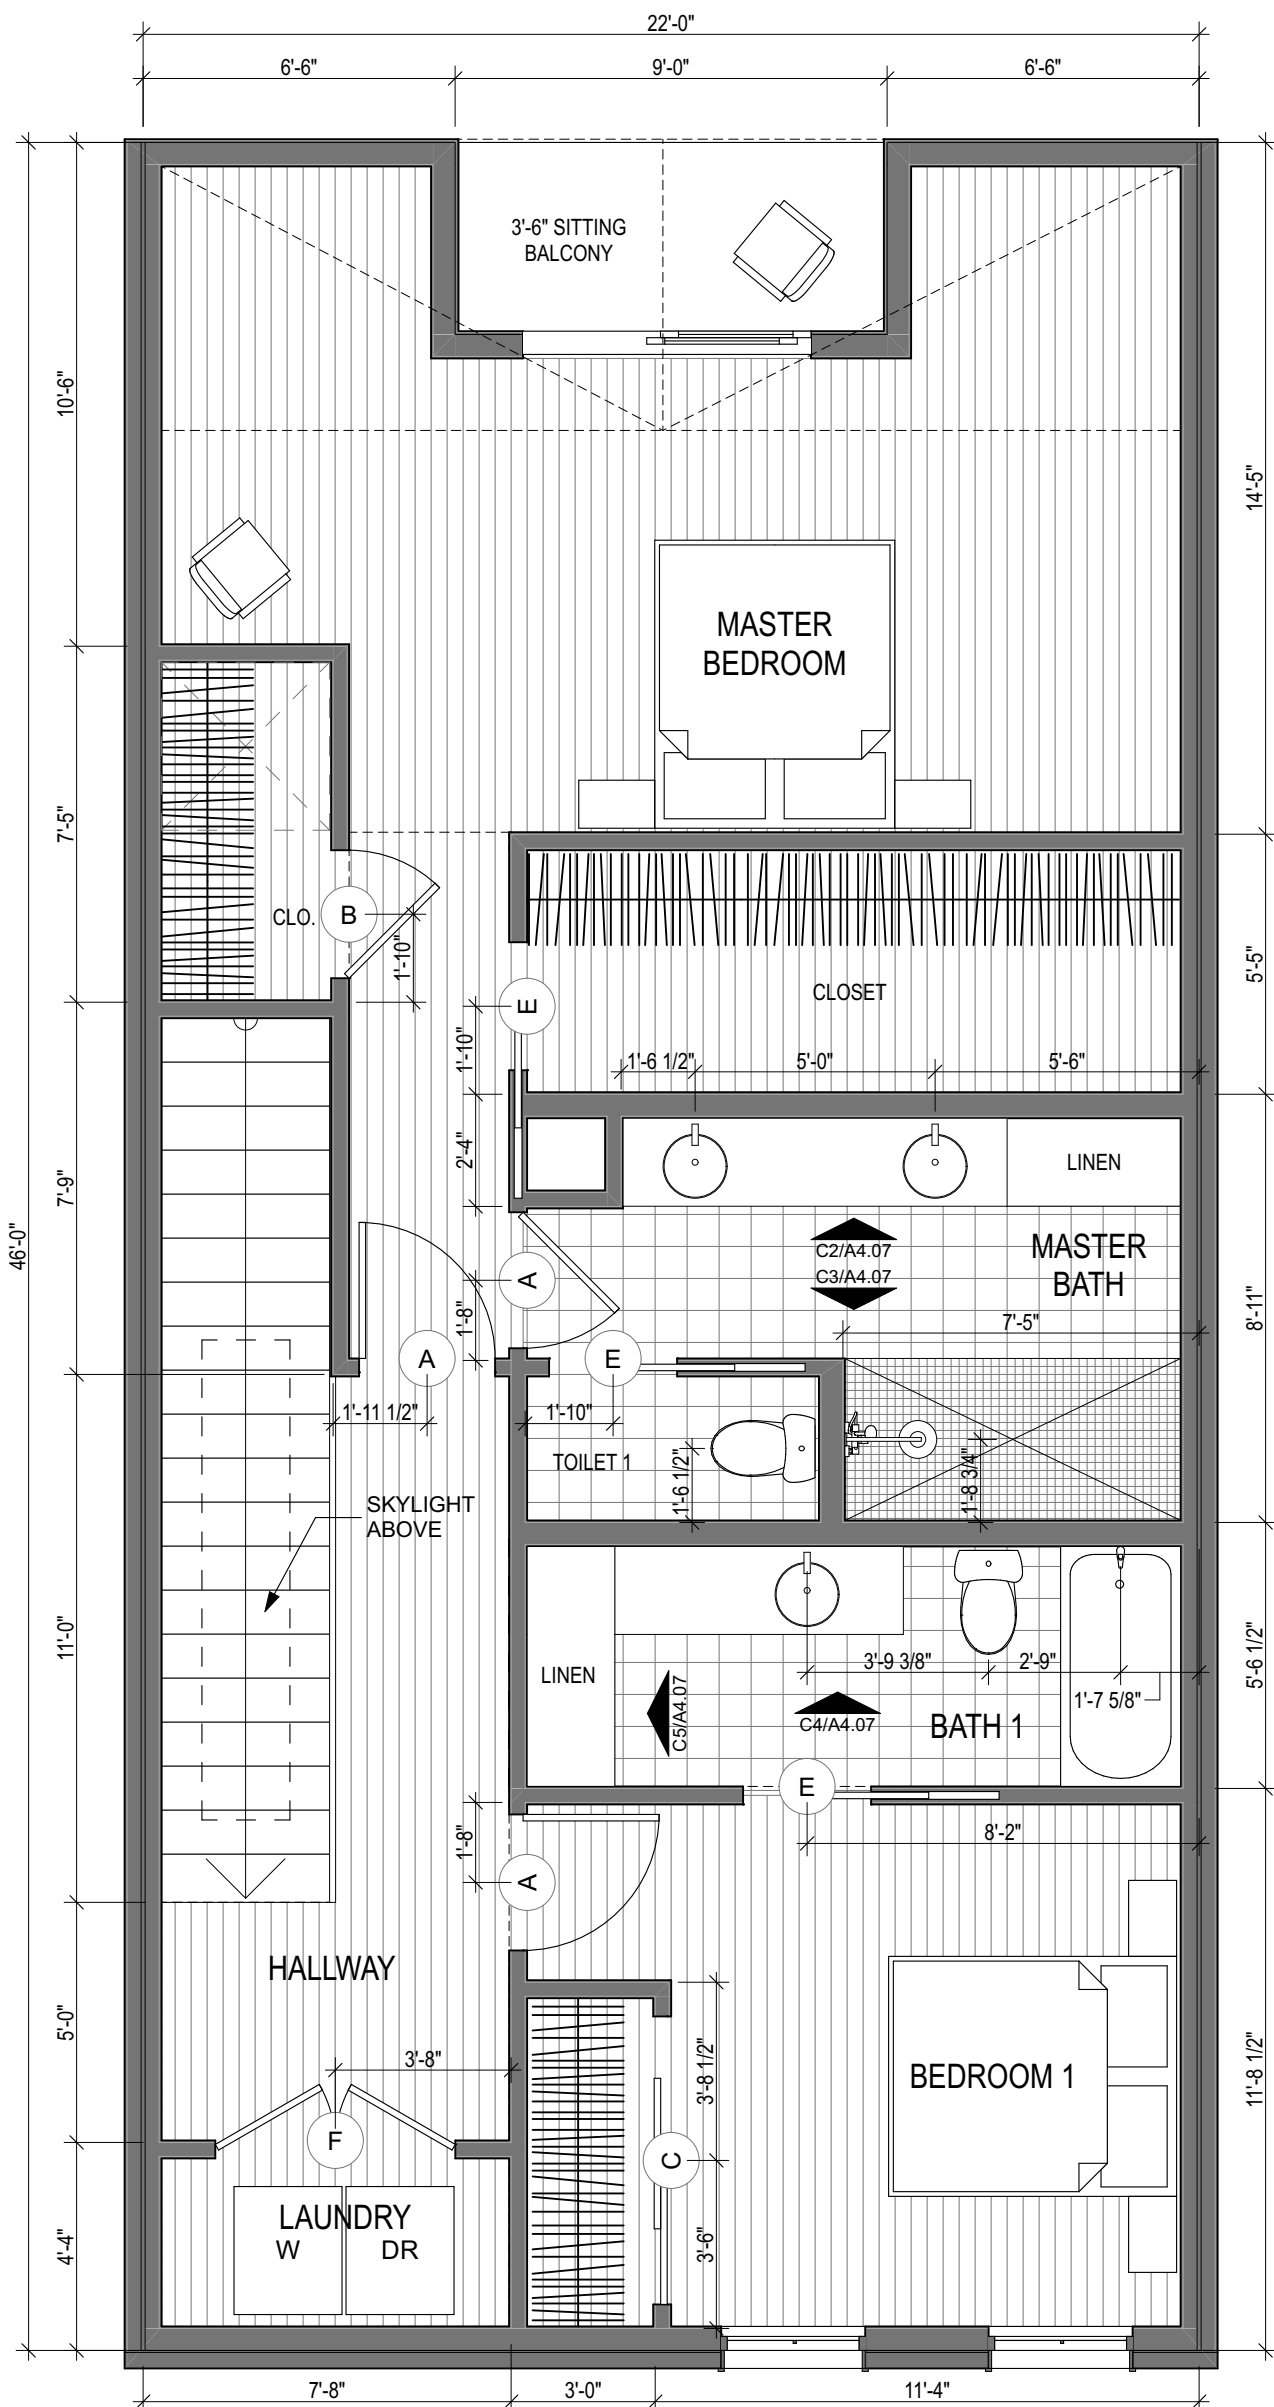 22'-0"
6'-6"
9'-0"
6'-6"
3'-6" SITTING
BALCONY
10'-6"
14'-5"
MASTER
BEDROOM
7'-5"
CLO.
B
1'-10"
5'-5"
CLOSET
E
1'-10"
1'-6 1/2"
5'-0"
5'-6"
2'-4"
LINEN
7'-9"
46'-0"
C2/A4.07
C3/A4.07
MASTER
BATH
A
1'-8"
8'-11"
7'-5"
A
E
1'-11 1/2"
1'-10"
TOILET 1
1'-6 1/2"
1'-8 3/4"
SKYLIGHT
ABOVE
11'-0"
5'-6 1/2"
LINEN
3'-9 3/8"
2'-9"
1'-7 5/8"
C5/A4.07
C4/A4.07
BATH 1
E
8'-2"
1'-8"
A
HALLWAY
5'-0"
3'-8"
3'-8 1/2"
BEDROOM 1
11'-8 1/2"
F
C
LAUNDRY
W
DR
4'-4"
3'-6"
7'-8"
3'-0"
11'-4"